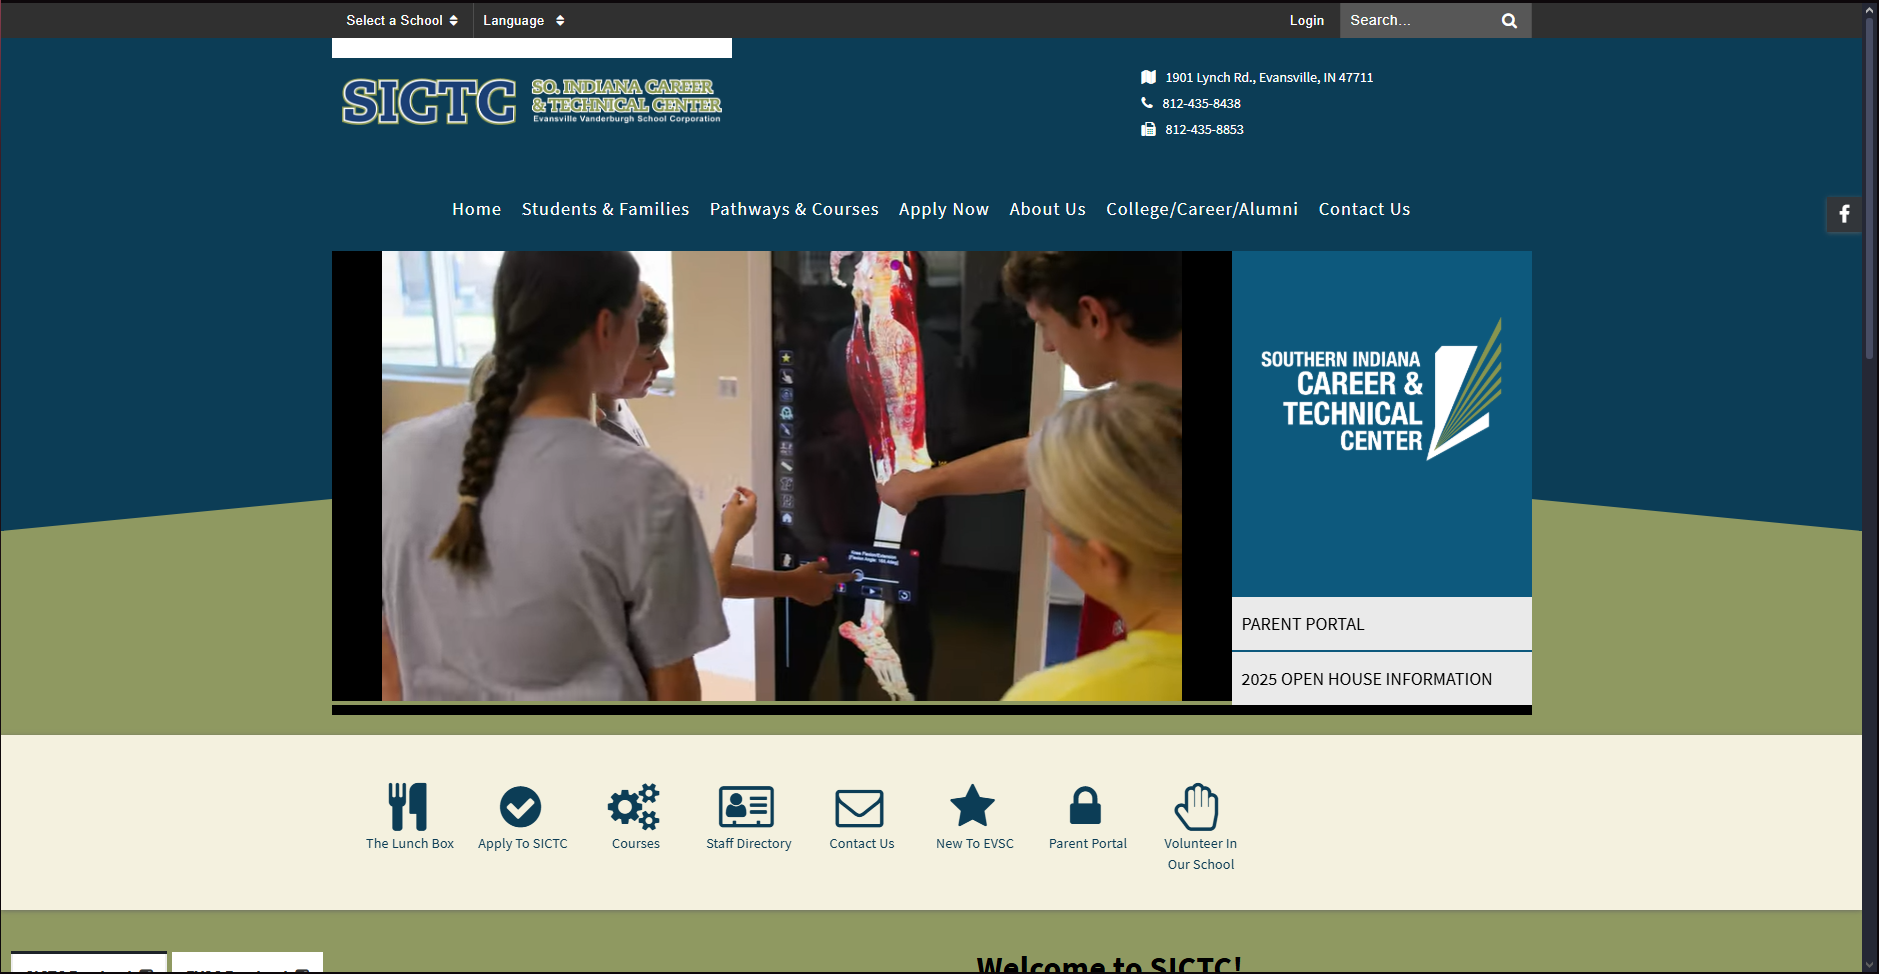 Select a School
Language
Login
Search...
SICTC
SO. INDIANA CAREER
& TECHNICAL CENTER
Evansville Vanderburgh School Corporation
1901 Lynch Rd., Evansville, IN 47711
812-435-8438
812-435-8853
Home
Students & Families
Pathways & Courses
Apply Now
About Us
College/Career/Alumni
Contact Us
SOUTHERN INDIANA
CAREER &
TECHNICAL
CENTER
PARENT PORTAL
2025 OPEN HOUSE INFORMATION
The Lunch Box
Apply To SICTC
Courses
Staff Directory
Contact Us
New To EVSC
Parent Portal
Volunteer In
Our School
Welcome to SICTC!